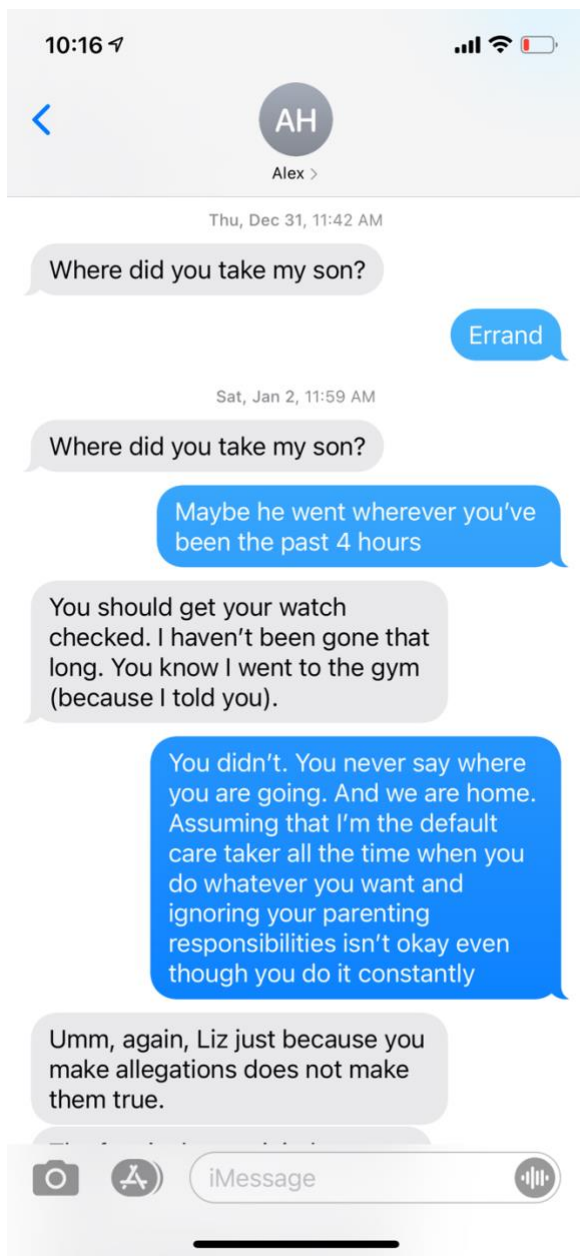 10:16
AH
Alex >
Thu, Dec 31, 11:42 AM
Where did you take my son?
Errand
Sat, Jan 2, 11:59 AM
Where did you take my son?
Maybe he went wherever you’ve
been the past 4 hours
You should get your watch
checked. I haven’t been gone that
long. You know I went to the gym
(because I told you).
You didn’t. You never say where
you are going. And we are home.
Assuming that I’m the default
care taker all the time when you
do whatever you want and
ignoring your parenting
responsibilities isn’t okay even
though you do it constantly
Umm, again, Liz just because you
make allegations does not make
them true.
iMessage